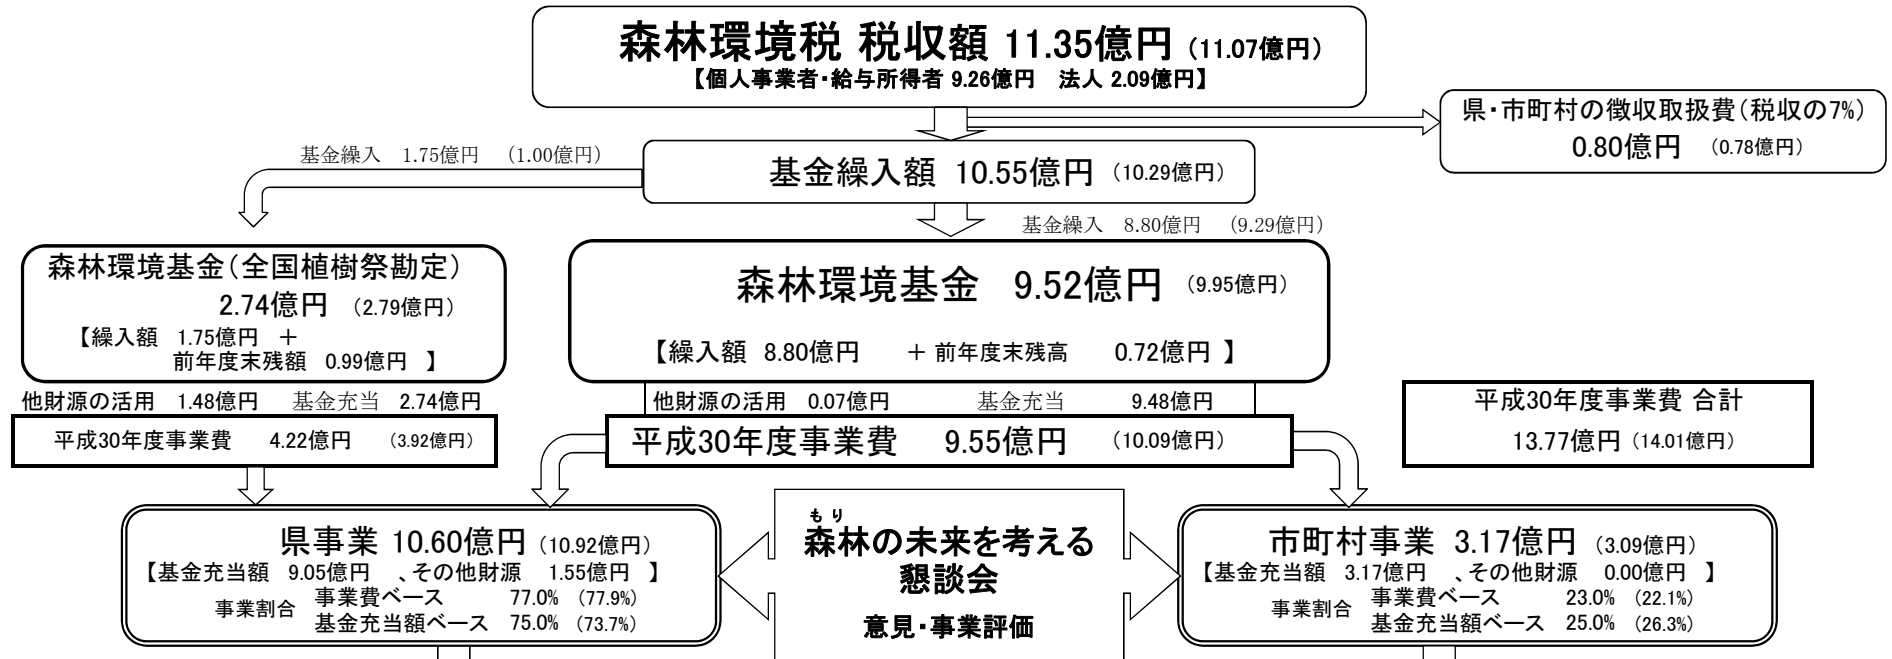 森林環境税 税収額 11.35億円 (11.07億円)
【個人事業者・給与所得者 9.26億円　法人 2.09億円】
県・市町村の徴収取扱費(税収の7%)
0.80億円 (0.78億円)
基金繰入 1.75億円 (1.00億円)
基金繰入額 10.55億円 (10.29億円)
基金繰入 8.80億円 (9.29億円)
森林環境基金(全国植樹祭勘定)
2.74億円 (2.79億円)
【繰入額 1.75億円 ＋
前年度末残額 0.99億円 】
森林環境基金 9.52億円 (9.95億円)
【繰入額 8.80億円 ＋ 前年度末残高 0.72億円 】
他財源の活用 1.48億円 基金充当 2.74億円
平成30年度事業費 4.22億円 (3.92億円)
他財源の活用 0.07億円 基金充当 9.48億円
平成30年度事業費 9.55億円 (10.09億円)
平成30年度事業費 合計
13.77億円 (14.01億円)
県事業 10.60億円 (10.92億円)
【基金充当額 9.05億円 、その他財源 1.55億円 】
事業割合 事業費ベース 77.0% (77.9%)
基金充当額ベース 75.0% (73.7%)
もり
森林の未来を考える
懇談会
意見・事業評価
市町村事業 3.17億円 (3.09億円)
【基金充当額 3.17億円 、その他財源 0.00億円 】
事業割合 事業費ベース 23.0% (22.1%)
基金充当額ベース 25.0% (26.3%)